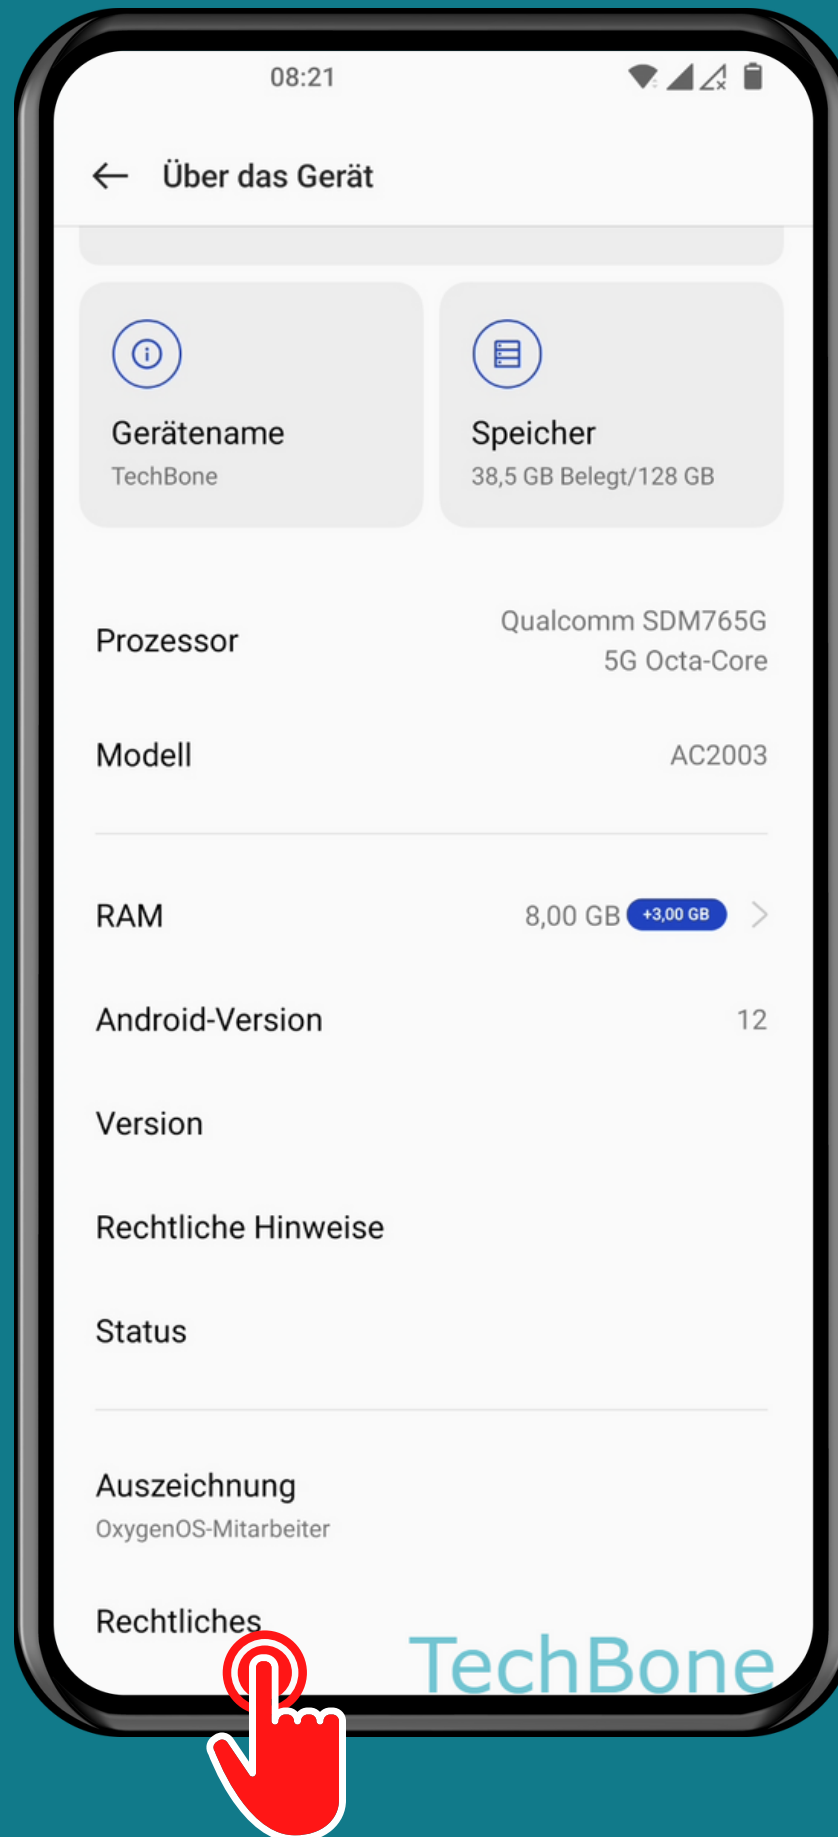 08:21
Über das Gerät
Gerätename
TechBone
Speicher
38,5 GB Belegt/128 GB
Prozessor
Qualcomm SDM765G
5G Octa-Core
Modell
AC2003
RAM
8,00 GB +3,00 GB
Android-Version
12
Version
Rechtliche Hinweise
Status
Auszeichnung
OxygenOS-Mitarbeiter
Rechtliches
TechBone